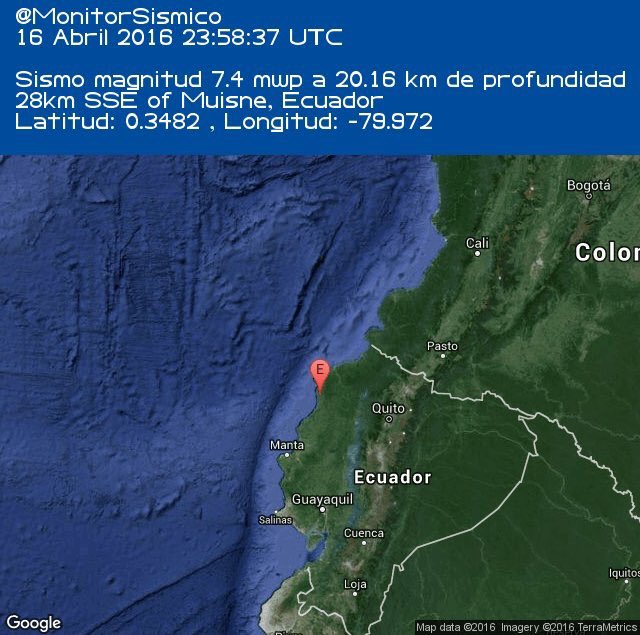 @MonitorSismico
16 Abril 2016 23:58:37 UTC
Sismo magnitud 7.4 mwp a 20.16 km de profundidad
28km SSE of Muisne, Ecuador
Latitud: 0.3482 , Longitud: -79.972
Bogotá
Cali
Color
Pasto
E
Quito
Manta
Ecuador
Guayaquil
Salinas
Cuenca
Iquitos
Loja
Google
Map data ©2016 Imagery ©2016 TerraMetrics